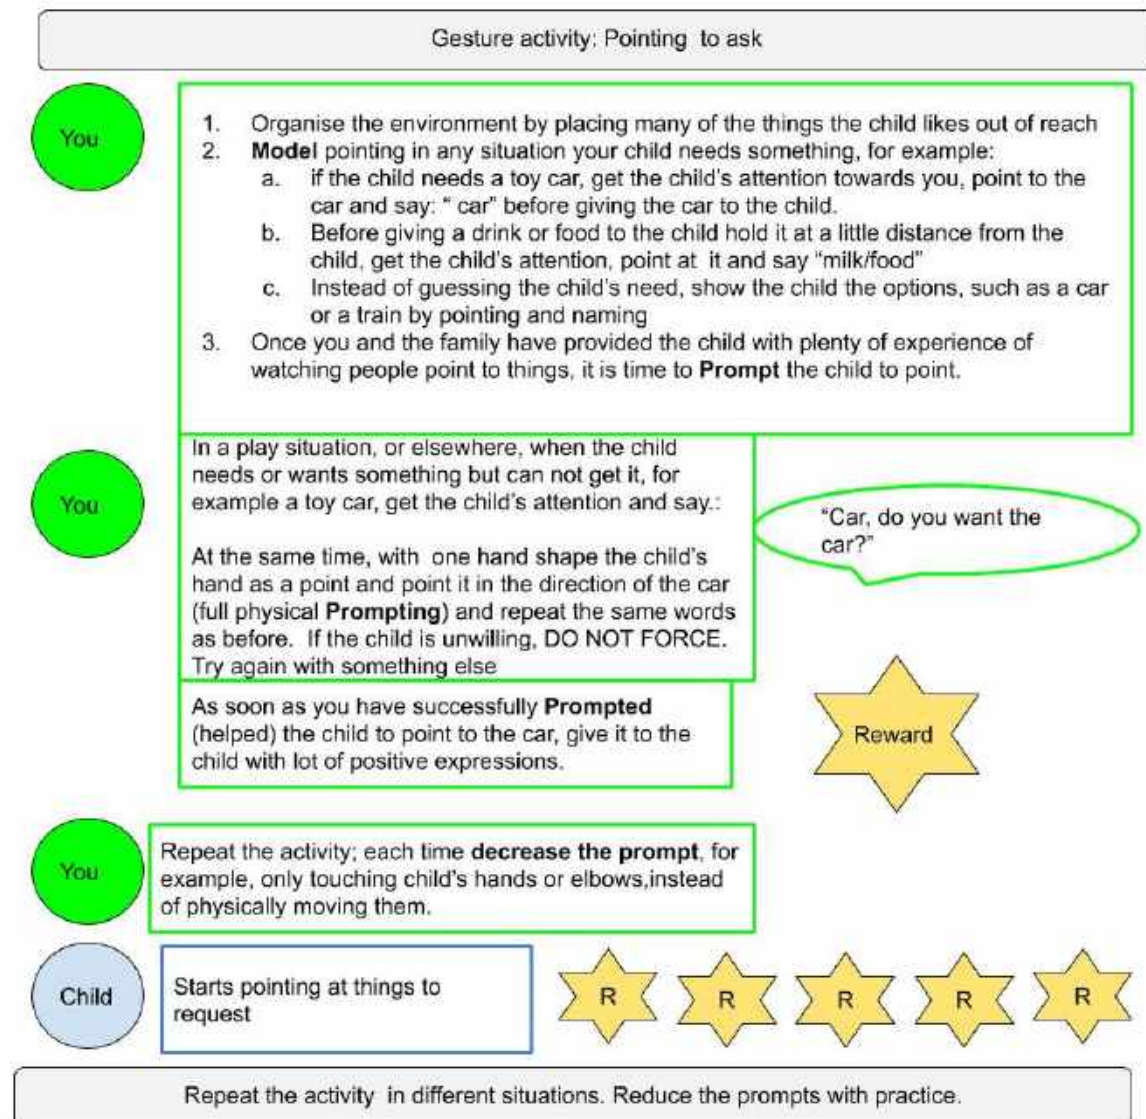 Gesture activity: Pointing  to ask
You
1. Organise the environment by placing many of the things the child likes out of reach
2. Model pointing in any situation your child needs something, for example:
a. if the child needs a toy car, get the child's attention towards you, point to the
car and say: “ car” before giving the car to the child.
b. Before giving a drink or food to the child hold it at a little distance from the
child, get the child's attention, point at  it and say “milk/food”
c. Instead of guessing the child's need, show the child the options, such as a car
or a train by pointing and naming
3. Once you and the family have provided the child with plenty of experience of
watching people point to things, it is time to Prompt the child to point.
You
In a play situation, or elsewhere, when the child
needs or wants something but can not get it, for
example a toy car, get the child's attention and say.:
“Car, do you want the
car?”
At the same time, with  one hand shape the child's
hand as a point and point it in the direction of the car
(full physical Prompting) and repeat the same words
as before.  If the child is unwilling, DO NOT FORCE.
Try again with something else
As soon as you have successfully Prompted
(helped) the child to point to the car, give it to the
child with lot of positive expressions.
Reward
You
Repeat the activity; each time decrease the prompt, for
example, only touching child's hands or elbows,instead
of physically moving them.
Child
Starts pointing at things to
request
R R R R R
Repeat the activity  in different situations. Reduce the prompts with practice.